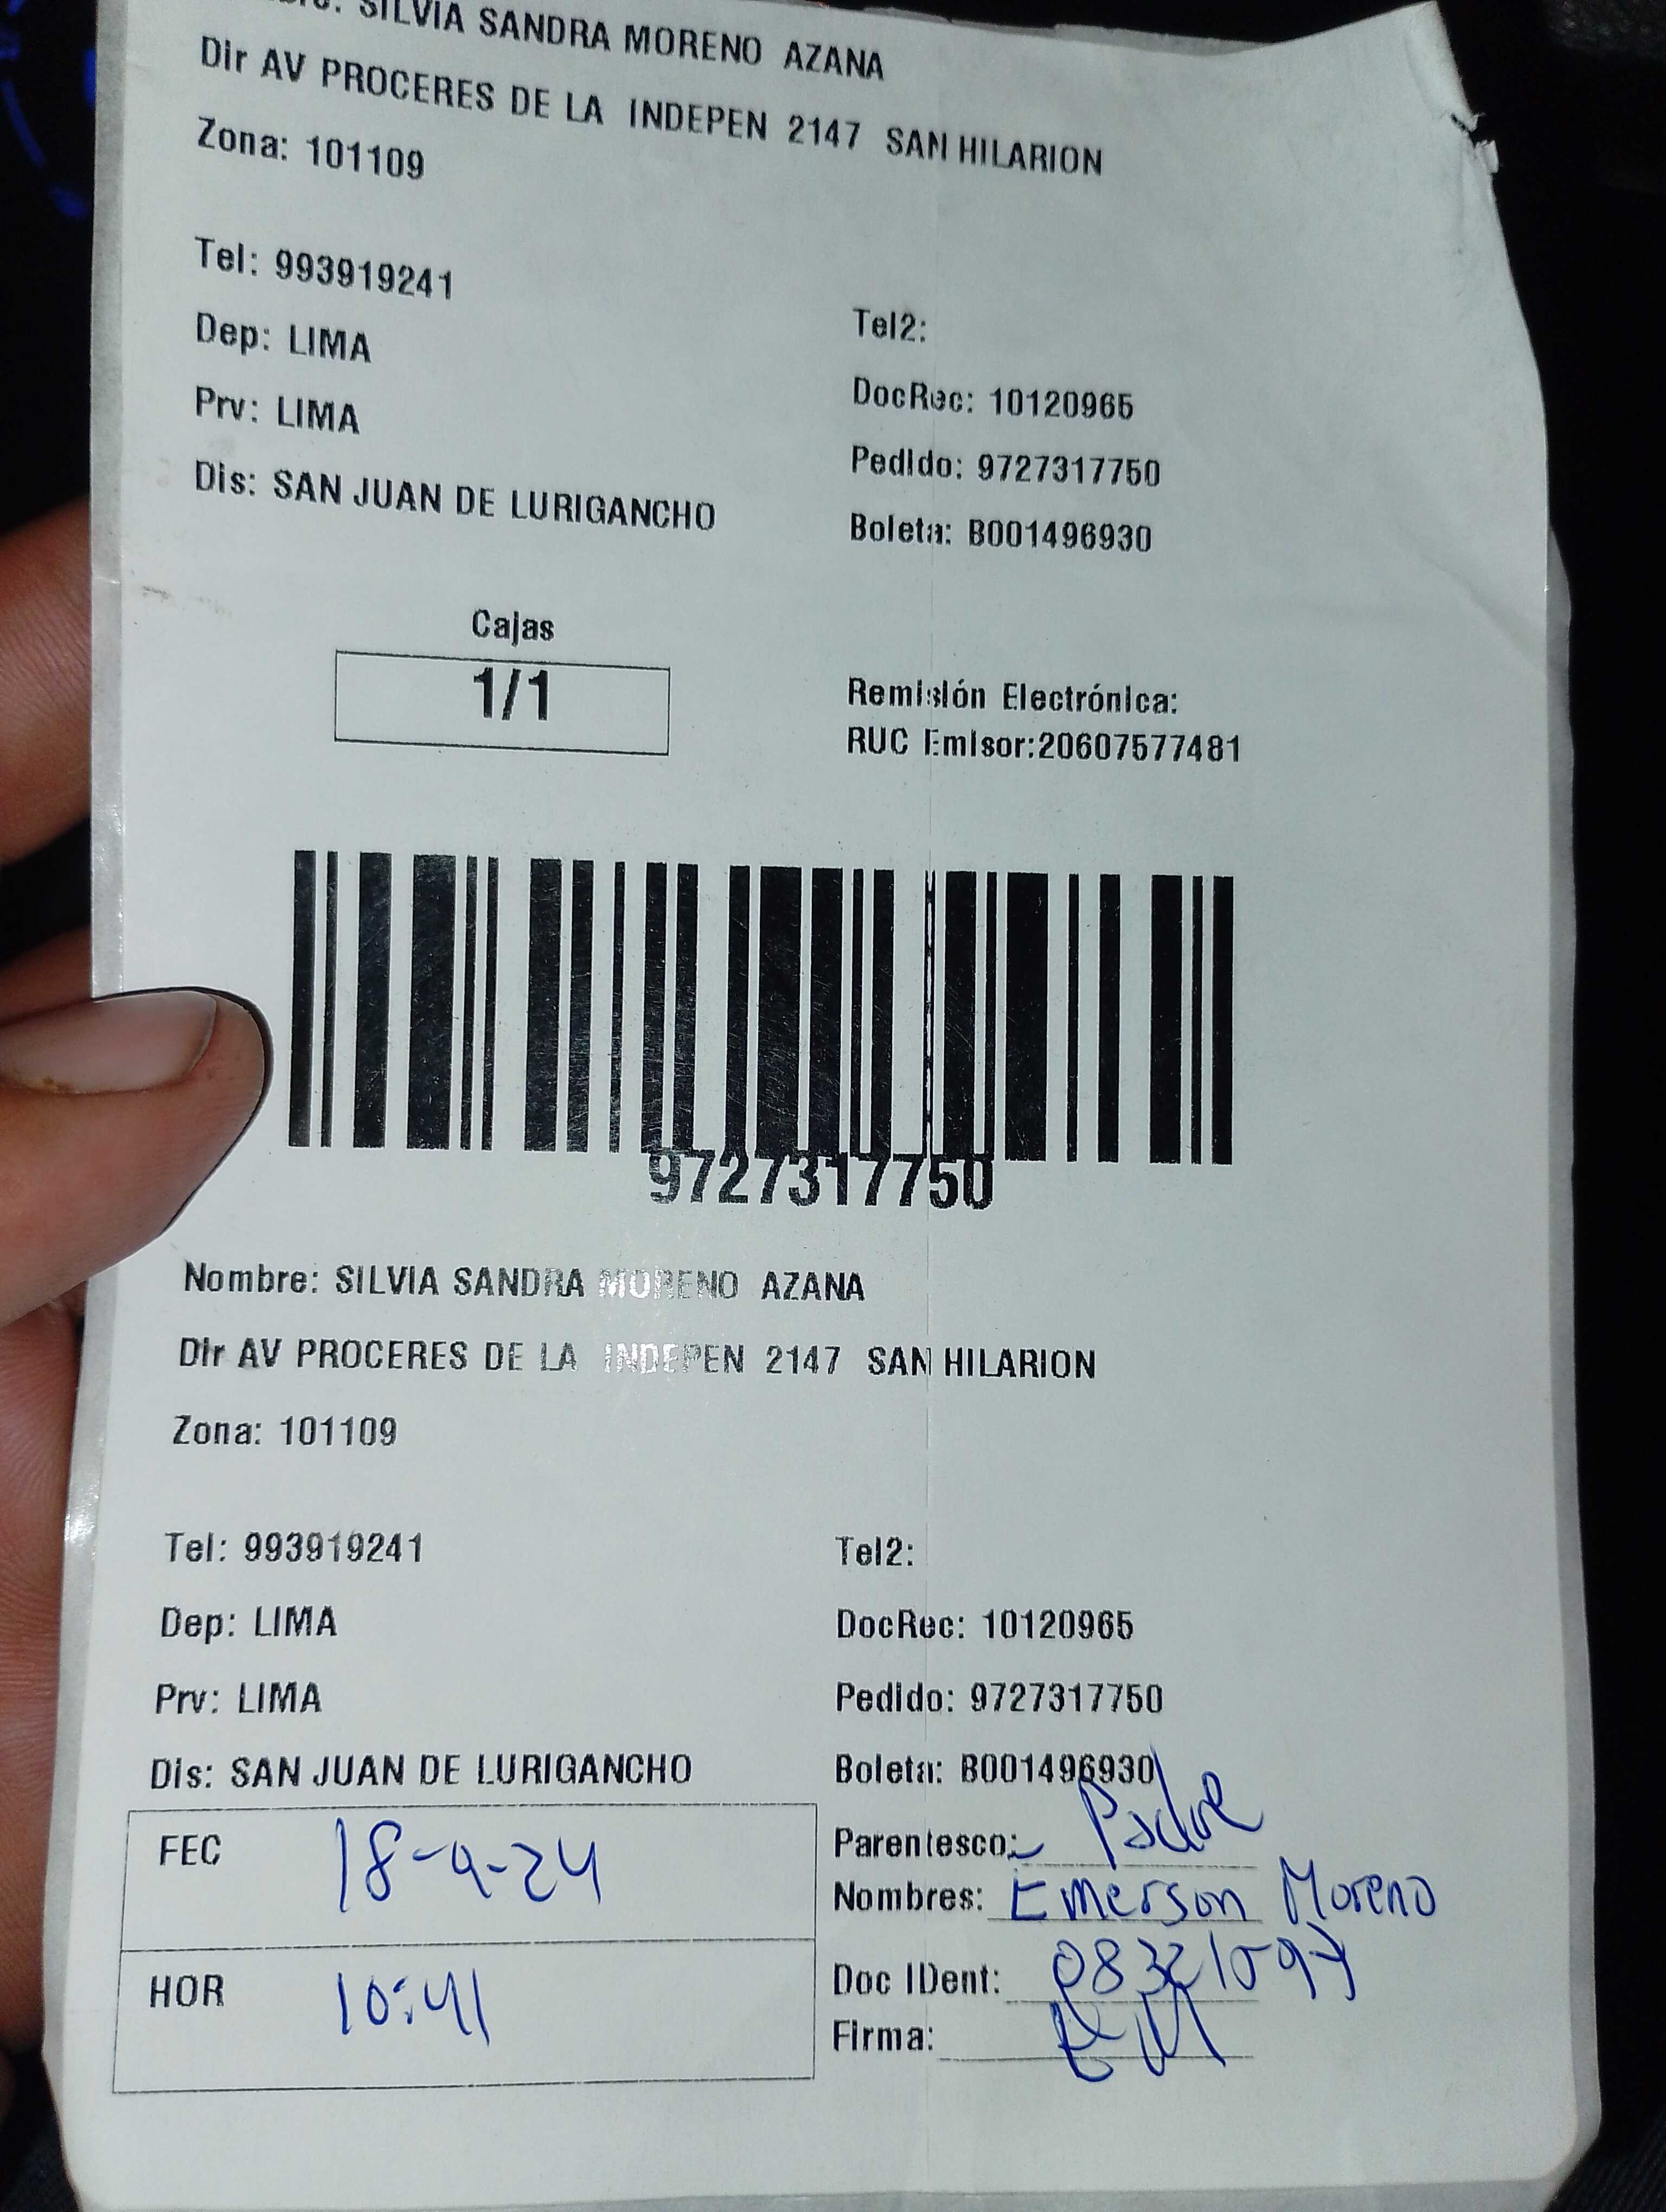 SILVIA SANDRA MORENO AZANA
Dir AV PROCERES DE LA INDEPEN 2147 SAN HILARION
Zona: 101109
Tel: 993919241
Tel2:
Dep: LIMA
DocRec: 10120965
Prv: LIMA
Pedido: 9727317750
Dis: SAN JUAN DE LURIGANCHO
Boleta: B001496930
Cajas
1/1
Remisión Electrónica:
RUC Emisor:20607577481
9727317750
Nombre: SILVIA SANDRA MORENO AZANA
Dir AV PROCERES DE LA INDEPEN 2147 SAN HILARION
Zona: 101109
Tel: 993919241
Tel2:
Dep: LIMA
DocRec: 10120965
Prv: LIMA
Pedido: 9727317750
Dis: SAN JUAN DE LURIGANCHO
Boleta: B001496930
FEC 18-9-24
Parentesco: Padre
Nombres: Emerson Moreno
HOR 10:41
Doc IDent:
Firma: